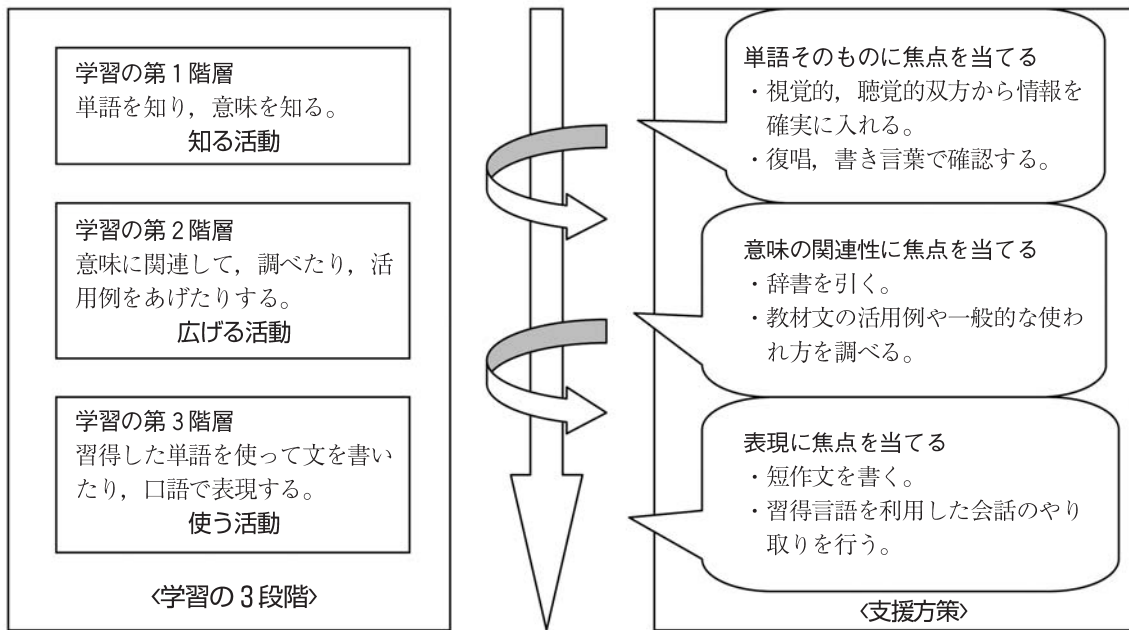 学習の第1階層
単語を知り，意味を知る。
知る活動
学習の第2階層
意味に関連して，調べたり，活
用例をあげたりする。
広げる活動
学習の第3階層
習得した単語を使って文を書い
たり，口語で表現する。
使う活動
〈学習の3段階〉
単語そのものに焦点を当てる
・視覚的，聴覚的双方から情報を
確実に入れる。
・復唱，書き言葉で確認する。
意味の関連性に焦点を当てる
・辞書を引く。
・教材文の活用例や一般的な使わ
れ方を調べる。
表現に焦点を当てる
・短作文を書く。
・習得言語を利用した会話のやり
取りを行う。
〈支援方策〉